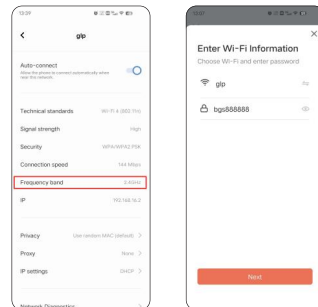 13:39
glp
Auto-connect
Allow the phone to connect automatically when near this network
Technical standards Wi-Fi 4 (802.11n)
Signal strength High
Security WPA/WPA2-PSK
Connection speed 144 Mbps
Frequency band 2.4GHz
IP 192.168.16.2
Privacy Use random MAC (default) >
Proxy None >
IP settings DHCP >
Network Diagnostics >
Enter Wi-Fi Information
Choose Wi-Fi and enter password
glp
bgs888888
Next